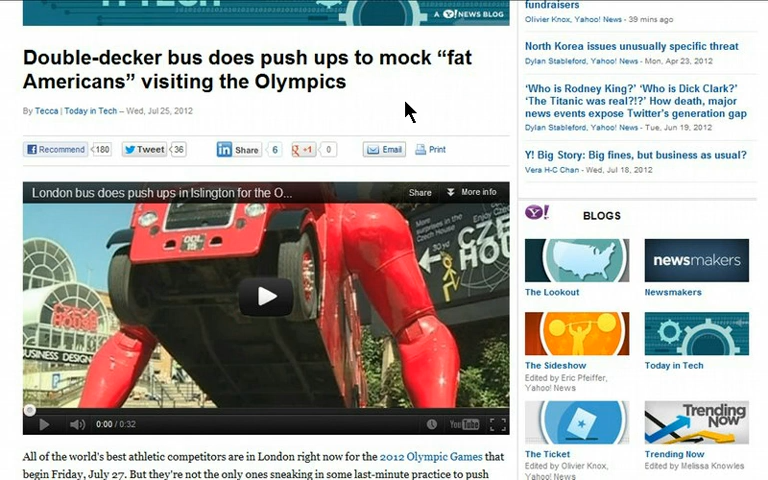 A Y! NEWS BLOG
Double-decker bus does push ups to mock “fat
Americans” visiting the Olympics
By Tecca | Today in Tech – Wed, Jul 25, 2012
Recommend 180 Tweet 36 Share 6 +1 0 Email Print
London bus does push ups in Islington for the O...
Share More info
CZE
HOU
HOUSE
BUSINESS DESIGN
0:00 / 0:32
YouTube
All of the world's best athletic competitors are in London right now for the 2012 Olympic Games that
begin Friday, July 27. But they're not the only ones sneaking in some last-minute practice to push
fundraisers
Olivier Knox, Yahoo! News - 39 mins ago
North Korea issues unusually specific threat
Dylan Stableford, Yahoo! News - Mon, Apr 23, 2012
‘Who is Rodney King?’ ‘Who is Dick Clark?’
‘The Titanic was real?!?’ How death, major
news events expose Twitter's generation gap
Dylan Stableford, Yahoo! News - Tue, Jun 19, 2012
Y! Big Story: Big fines, but business as usual?
Vera H-C Chan - Wed, Jul 18, 2012
Y! BLOGS
newsmakers
The Lookout
Newsmakers
The Sideshow
Edited by Eric Pfeiffer,
Yahoo! News
Today in Tech
Trending
Now
The Ticket
Edited by Olivier Knox,
Yahoo! News
Trending Now
Edited by Melissa Knowles